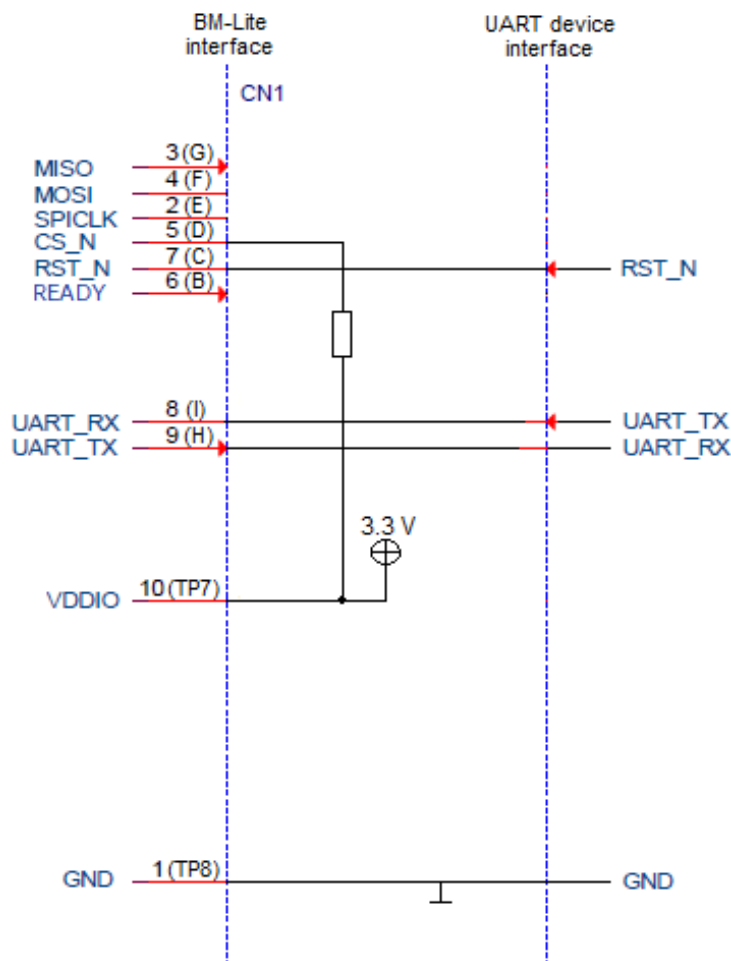 BM-Lite
interface
UART device
interface
CN1
MISO 3 (G)
MOSI 4 (F)
SPICLK 2 (E)
CS_N 5 (D)
RST_N 7 (C) RST_N
READY 6 (B)
UART_RX 8 (I) UART_TX
UART_TX 9 (H) UART_RX
3.3 V
VDDIO 10 (TP7)
GND 1 (TP8) GND